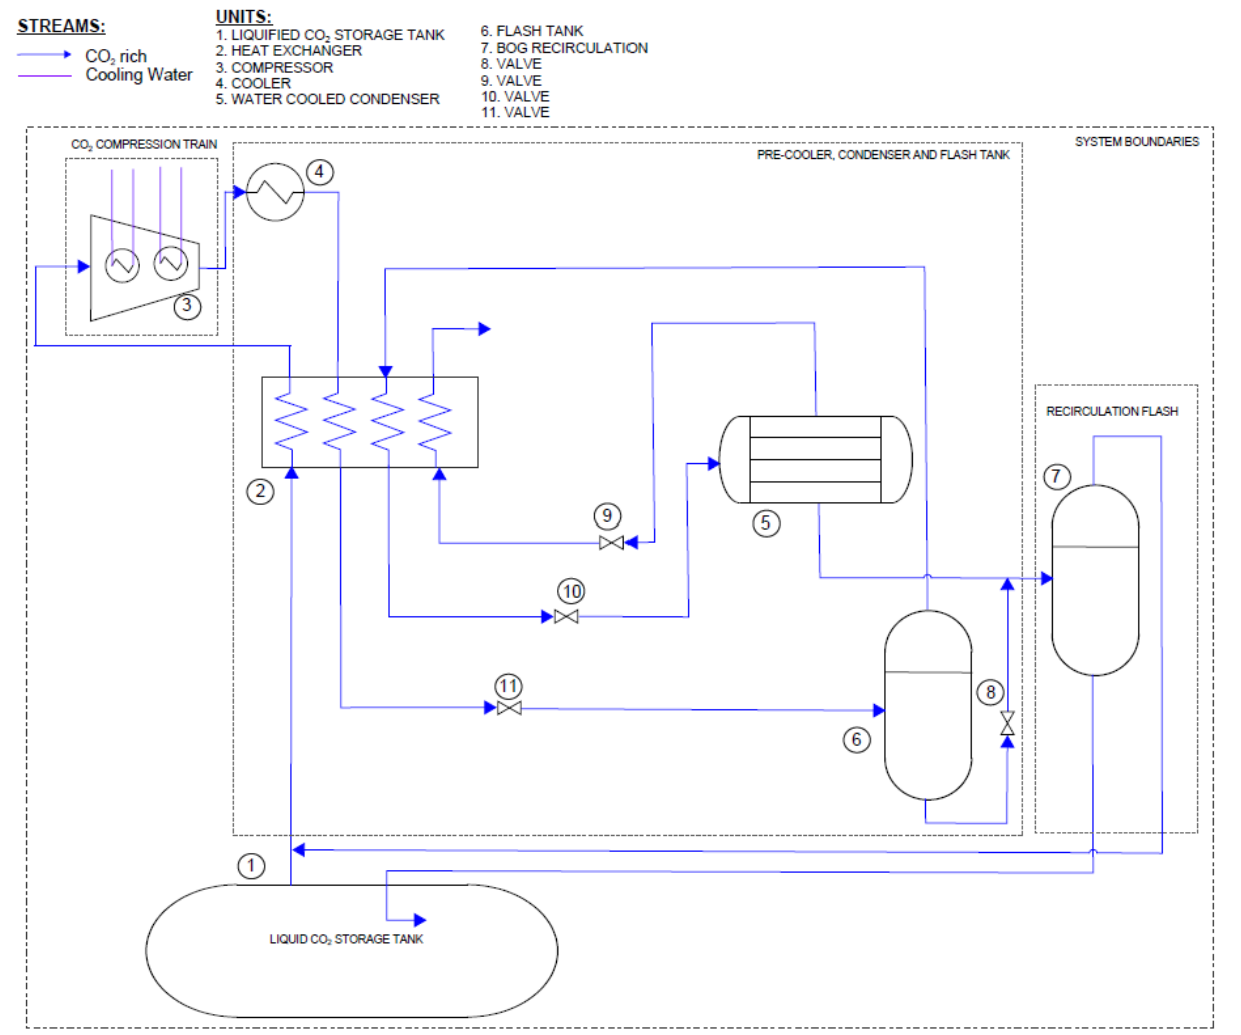 STREAMS:
CO₂ rich
Cooling Water
UNITS:
1. LIQUIFIED CO₂ STORAGE TANK
2. HEAT EXCHANGER
3. COMPRESSOR
4. COOLER
5. WATER COOLED CONDENSER
6. FLASH TANK
7. BOG RECIRCULATION
8. VALVE
9. VALVE
10. VALVE
11. VALVE
SYSTEM BOUNDARIES
CO₂ COMPRESSION TRAIN
PRE-COOLER, CONDENSER AND FLASH TANK
4
3
RECIRCULATION FLASH
7
2
9
5
10
11
8
6
1
LIQUID CO₂ STORAGE TANK